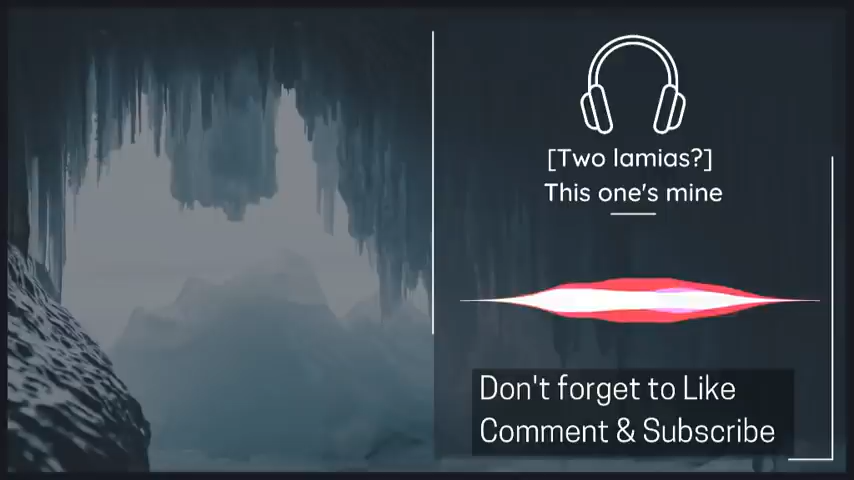 [Two lamias?]
This one's mine
Don't forget to Like
Comment & Subscribe